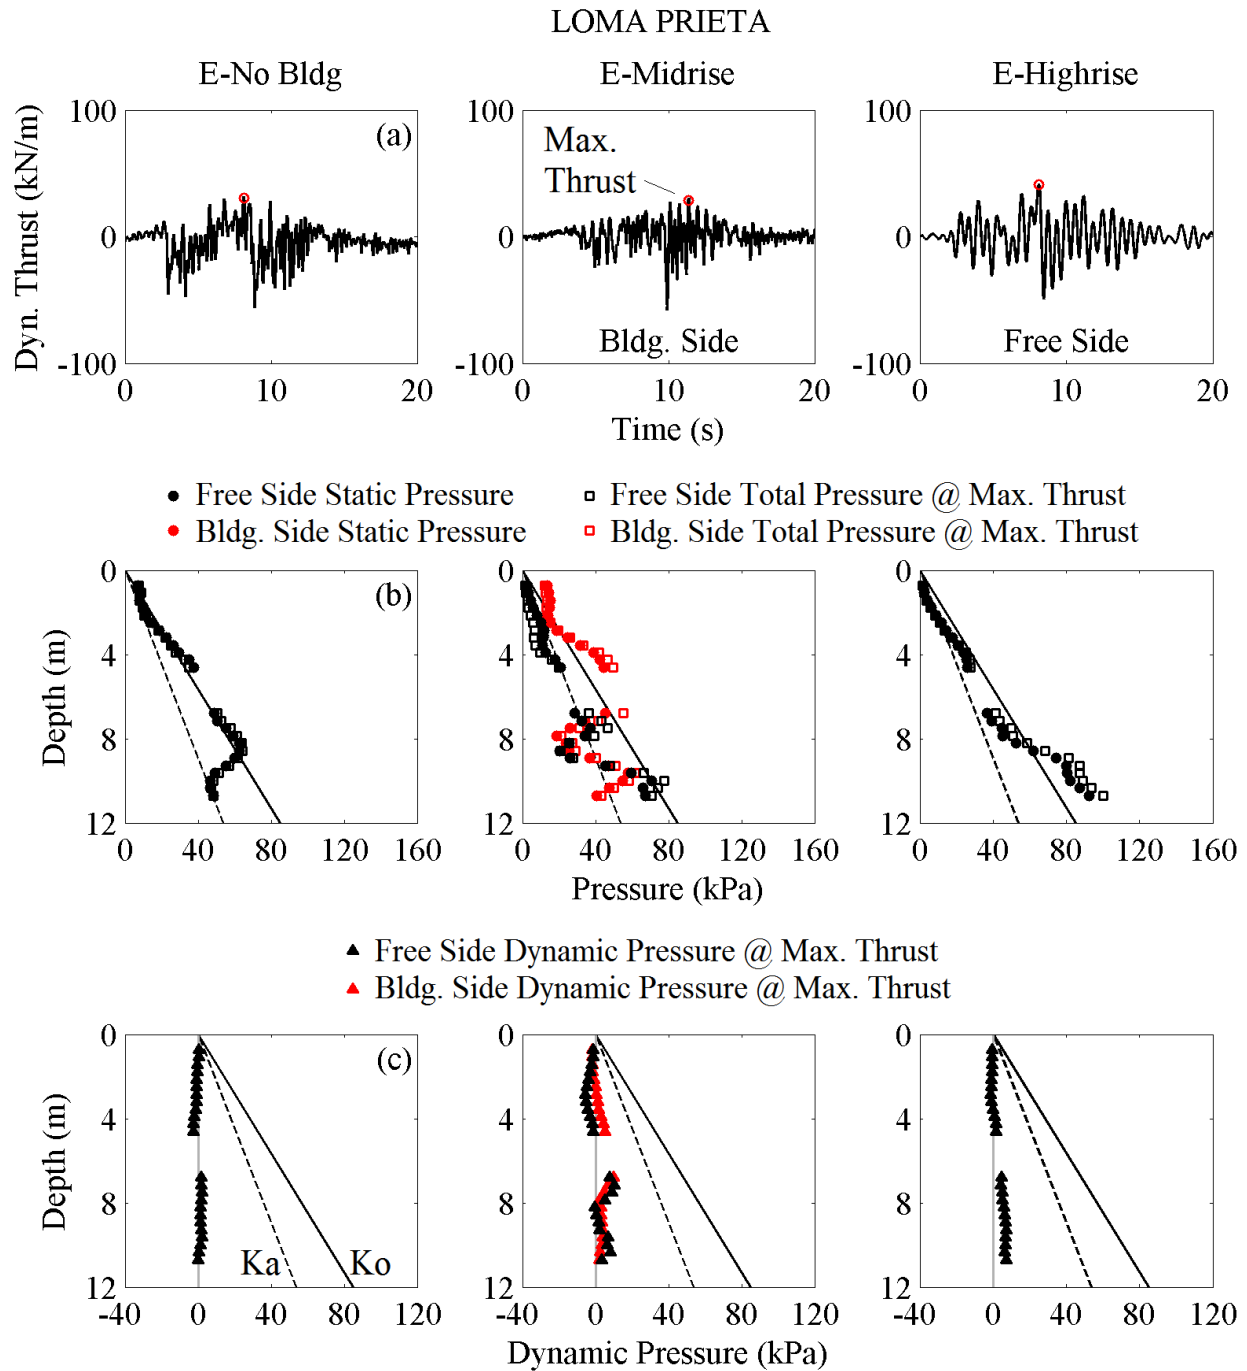 LOMA PRIETA
E-No Bldg E-Midrise E-Highrise
Dyn. Thrust (kN/m)
100 100 100
(a) Max. Thrust
0 0 0
Bldg. Side Free Side
-100 -100 -100
0 10 20 0 10 20 0 10 20
Time (s)
Free Side Static Pressure Free Side Total Pressure @ Max. Thrust
Bldg. Side Static Pressure Bldg. Side Total Pressure @ Max. Thrust
Depth (m)
0 (b) 0 0
4 4 4
8 8 8
12 12 12
0 40 80 120 160 0 40 80 120 160 0 40 80 120 160
Pressure (kPa)
Free Side Dynamic Pressure @ Max. Thrust
Bldg. Side Dynamic Pressure @ Max. Thrust
Depth (m)
0 (c) 0 0
4 4 4
8 8 8
Ka Ko
12 12 12
-40 0 40 80 120 -40 0 40 80 120 -40 0 40 80 120
Dynamic Pressure (kPa)